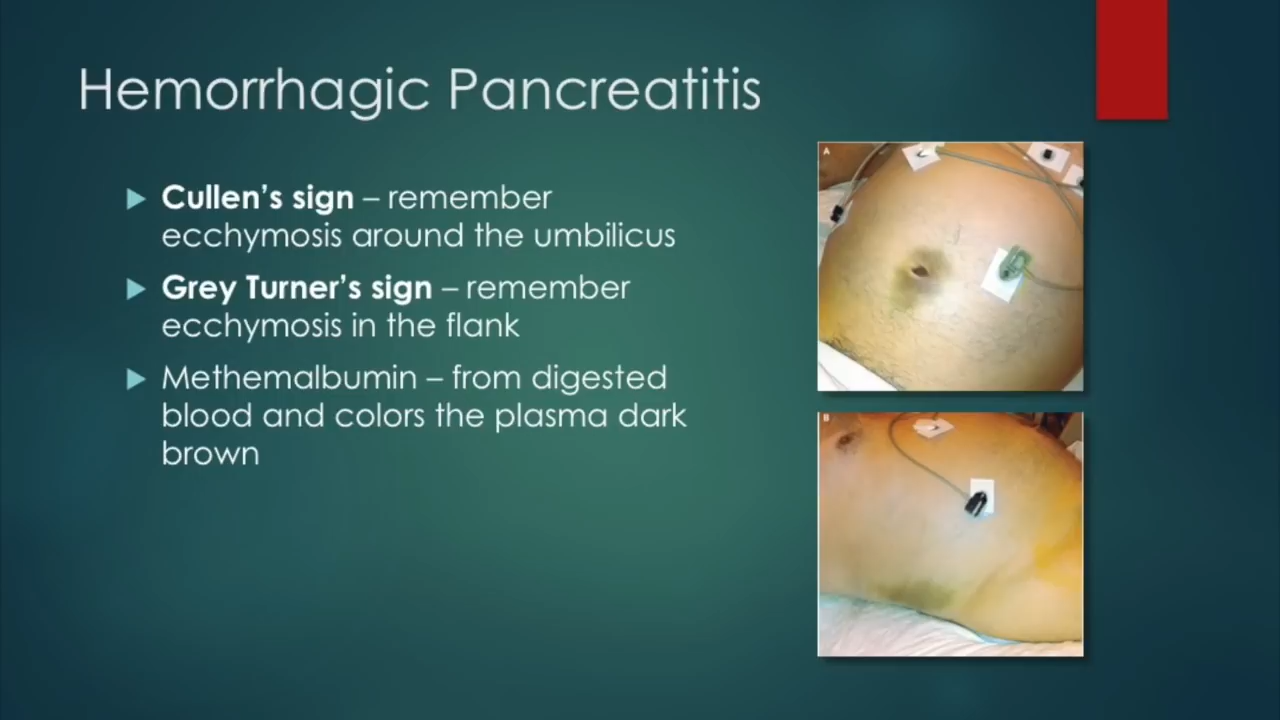 Hemorrhagic Pancreatitis
Cullen's sign – remember
ecchymosis around the umbilicus
Grey Turner's sign – remember
ecchymosis in the flank
Methemalbumin – from digested
blood and colors the plasma dark
brown
A
B